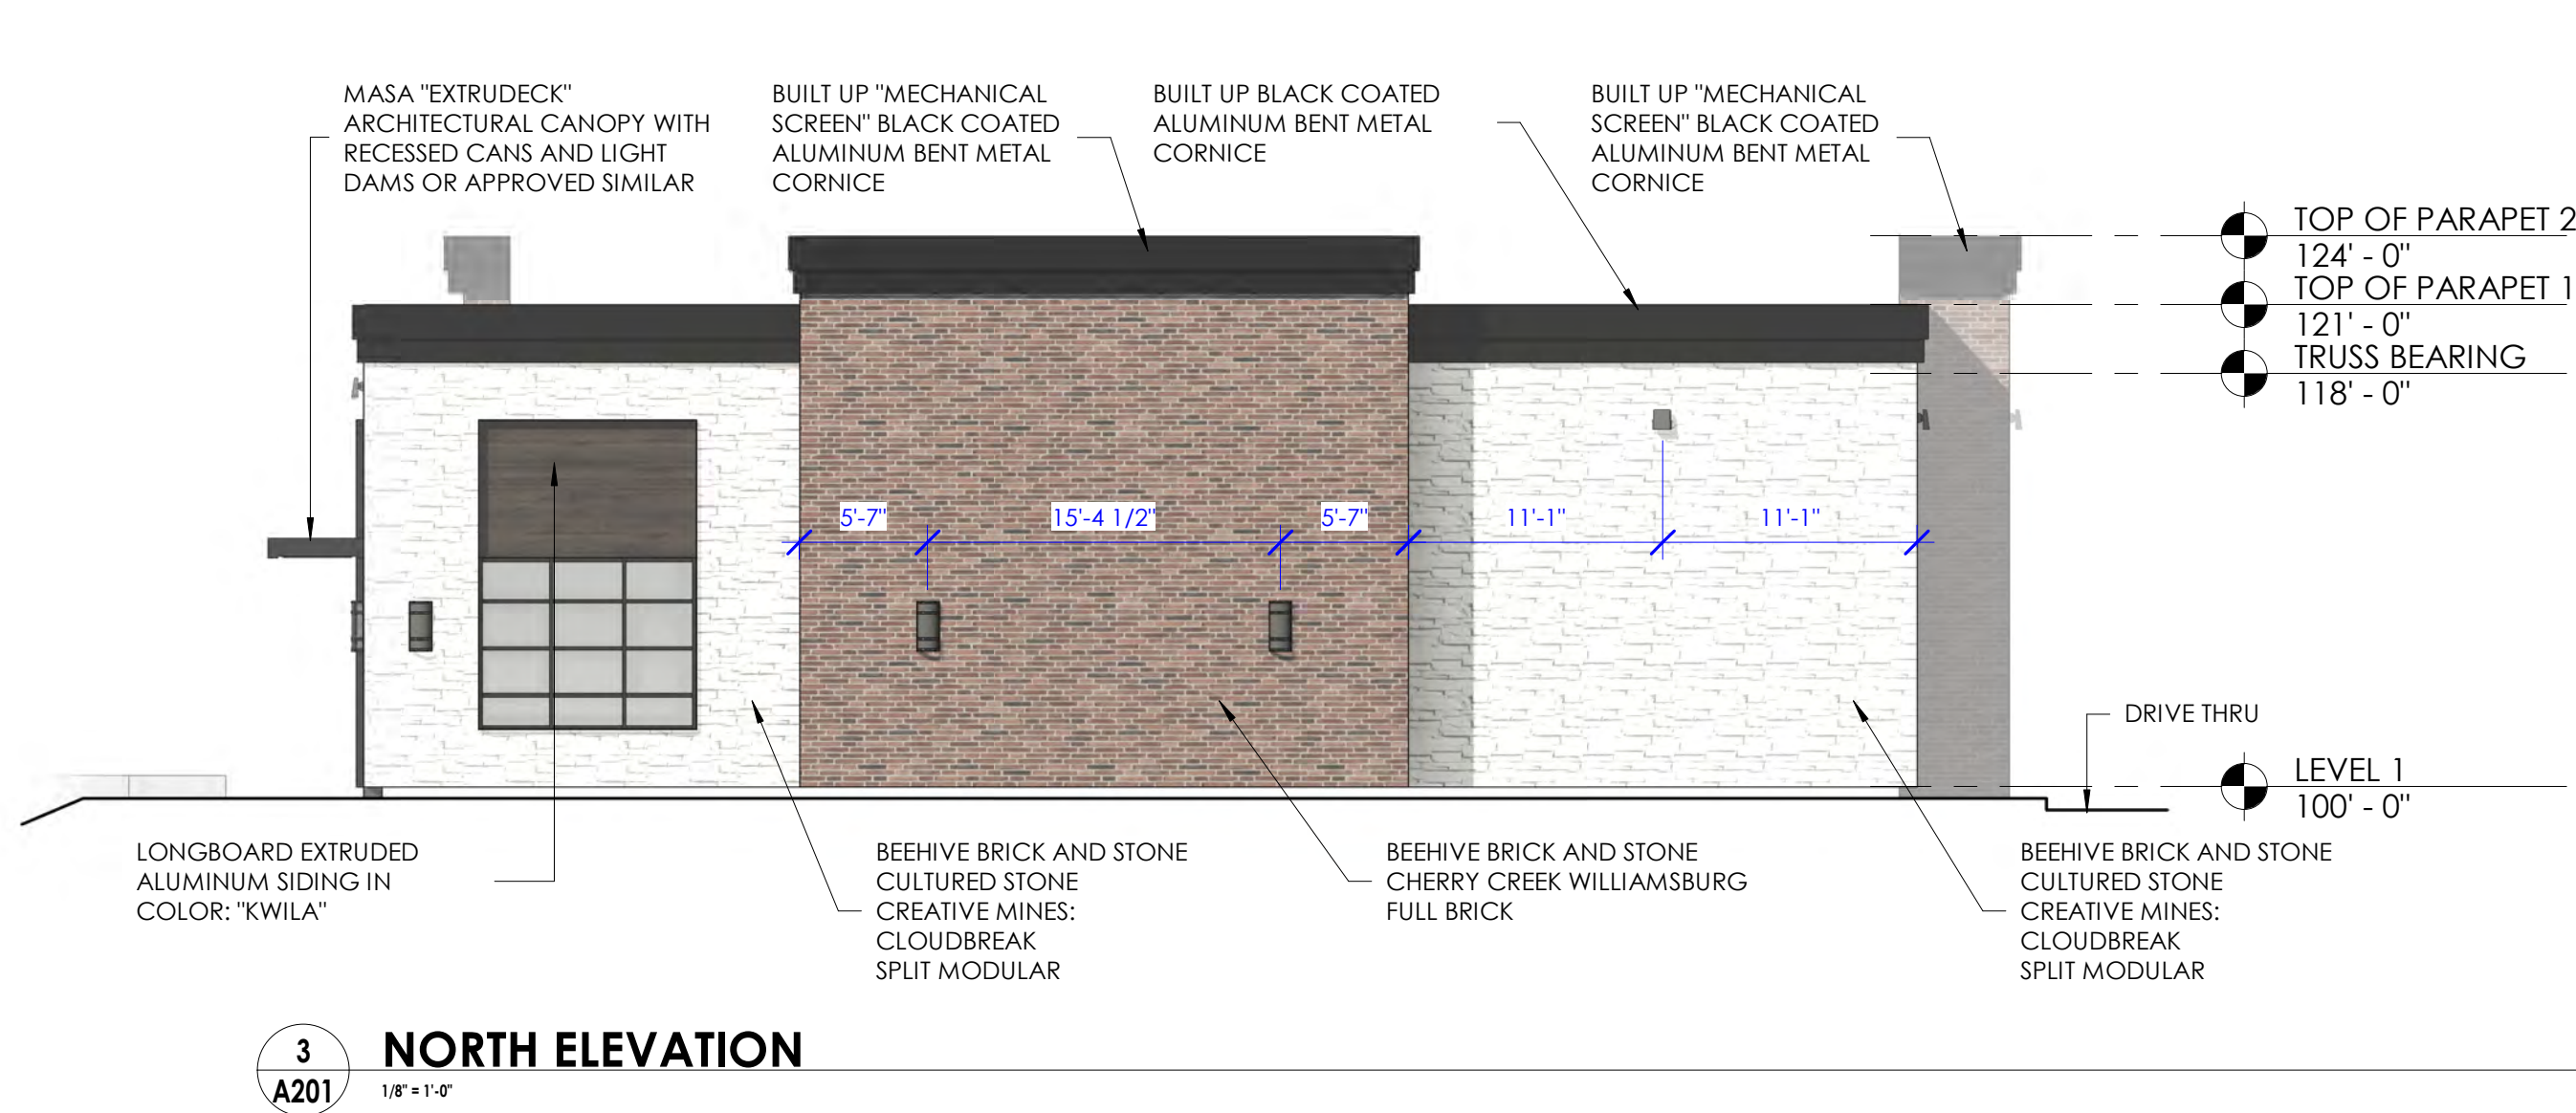 MASA "EXTRUDECK"
ARCHITECTURAL CANOPY WITH
RECESSED CANS AND LIGHT
DAMS OR APPROVED SIMILAR
BUILT UP "MECHANICAL
SCREEN" BLACK COATED
ALUMINUM BENT METAL
CORNICE
BUILT UP BLACK COATED
ALUMINUM BENT METAL
CORNICE
BUILT UP "MECHANICAL
SCREEN" BLACK COATED
ALUMINUM BENT METAL
CORNICE
TOP OF PARAPET 2
124' - 0"
TOP OF PARAPET 1
121' - 0"
TRUSS BEARING
118' - 0"
5'-7"
15'-4 1/2"
5'-7"
11'-1"
11'-1"
DRIVE THRU
LEVEL 1
100' - 0"
LONGBOARD EXTRUDED
ALUMINUM SIDING IN
COLOR: "KWILA"
BEEHIVE BRICK AND STONE
CULTURED STONE
CREATIVE MINES:
CLOUDBREAK
SPLIT MODULAR
BEEHIVE BRICK AND STONE
CHERRY CREEK WILLIAMSBURG
FULL BRICK
BEEHIVE BRICK AND STONE
CULTURED STONE
CREATIVE MINES:
CLOUDBREAK
SPLIT MODULAR
3
A201
NORTH ELEVATION
1/8" = 1'-0"